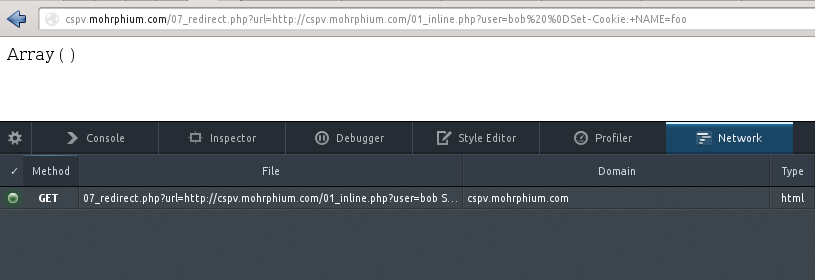 cspv.mohrphium.com/07_redirect.php?url=http://cspv.mohrphium.com/01_inline.php?user=bob%20%0DSet-Cookie:+NAME=foo
Array ( )
Console Inspector Debugger Style Editor Profiler Network
✓ Method File Domain Type
GET 07_redirect.php?url=http://cspv.mohrphium.com/01_inline.php?user=bob S... cspv.mohrphium.com html